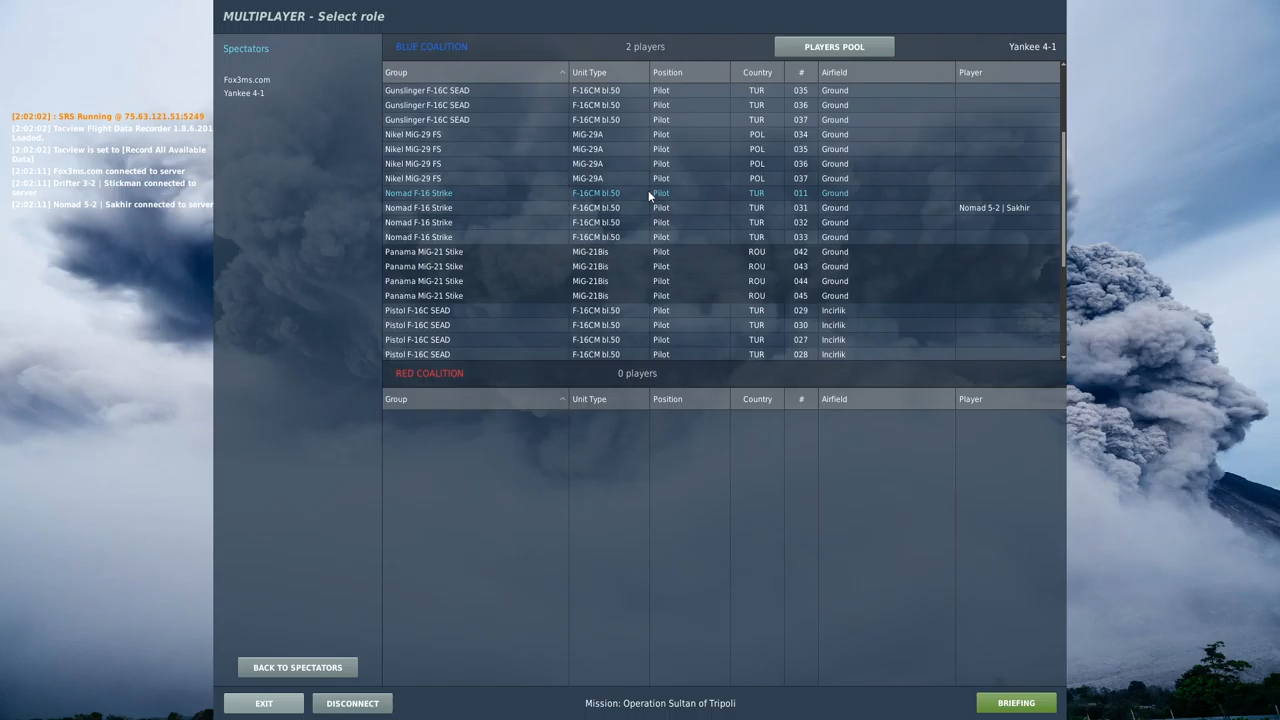 MULTIPLAYER - Select role
Spectators
Fox3ms.com
Yankee 4-1
[2:02:02] : SRS Running @ 75.63.121.51:5249
[2:02:02] Tacview Flight Data Recorder 1.8.6.201
Loaded.
[2:02:02] Tacview is set to [Record All Available
Data]
[2:02:11] Fox3ms.com connected to server
[2:02:11] Drifter 3-2 | Stickman connected to
server
[2:02:11] Nomad 5-2 | Sakhir connected to server
BLUE COALITION 2 players PLAYERS POOL Yankee 4-1
Group Unit Type Position Country # Airfield Player
Gunslinger F-16C SEAD F-16CM bl.50 Pilot TUR 035 Ground
Gunslinger F-16C SEAD F-16CM bl.50 Pilot TUR 036 Ground
Gunslinger F-16C SEAD F-16CM bl.50 Pilot TUR 037 Ground
Nikel MiG-29 FS MiG-29A Pilot POL 034 Ground
Nikel MiG-29 FS MiG-29A Pilot POL 035 Ground
Nikel MiG-29 FS MiG-29A Pilot POL 036 Ground
Nikel MiG-29 FS MiG-29A Pilot POL 037 Ground
Nomad F-16 Strike F-16CM bl.50 Pilot TUR 011 Ground
Nomad F-16 Strike F-16CM bl.50 Pilot TUR 031 Ground Nomad 5-2 | Sakhir
Nomad F-16 Strike F-16CM bl.50 Pilot TUR 032 Ground
Nomad F-16 Strike F-16CM bl.50 Pilot TUR 033 Ground
Panama MiG-21 Stike MiG-21Bis Pilot ROU 042 Ground
Panama MiG-21 Stike MiG-21Bis Pilot ROU 043 Ground
Panama MiG-21 Stike MiG-21Bis Pilot ROU 044 Ground
Panama MiG-21 Stike MiG-21Bis Pilot ROU 045 Ground
Pistol F-16C SEAD F-16CM bl.50 Pilot TUR 029 Incirlik
Pistol F-16C SEAD F-16CM bl.50 Pilot TUR 030 Incirlik
Pistol F-16C SEAD F-16CM bl.50 Pilot TUR 027 Incirlik
Pistol F-16C SEAD F-16CM bl.50 Pilot TUR 028 Incirlik
RED COALITION 0 players
Group Unit Type Position Country # Airfield Player
BACK TO SPECTATORS
EXIT DISCONNECT Mission: Operation Sultan of Tripoli BRIEFING